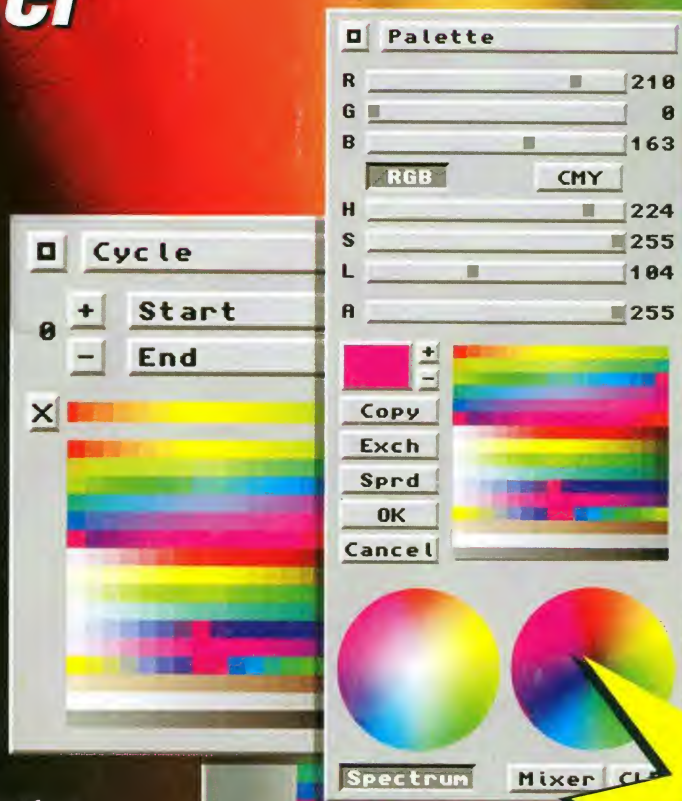 Palette
R 210
G 0
B 163
RGB CMY
H 224
S 255
L 104
A 255
Cycle
0 + Start
- End
X
+
-
Copy
Exch
Sprd
OK
Cancel
Spectrum Mixer